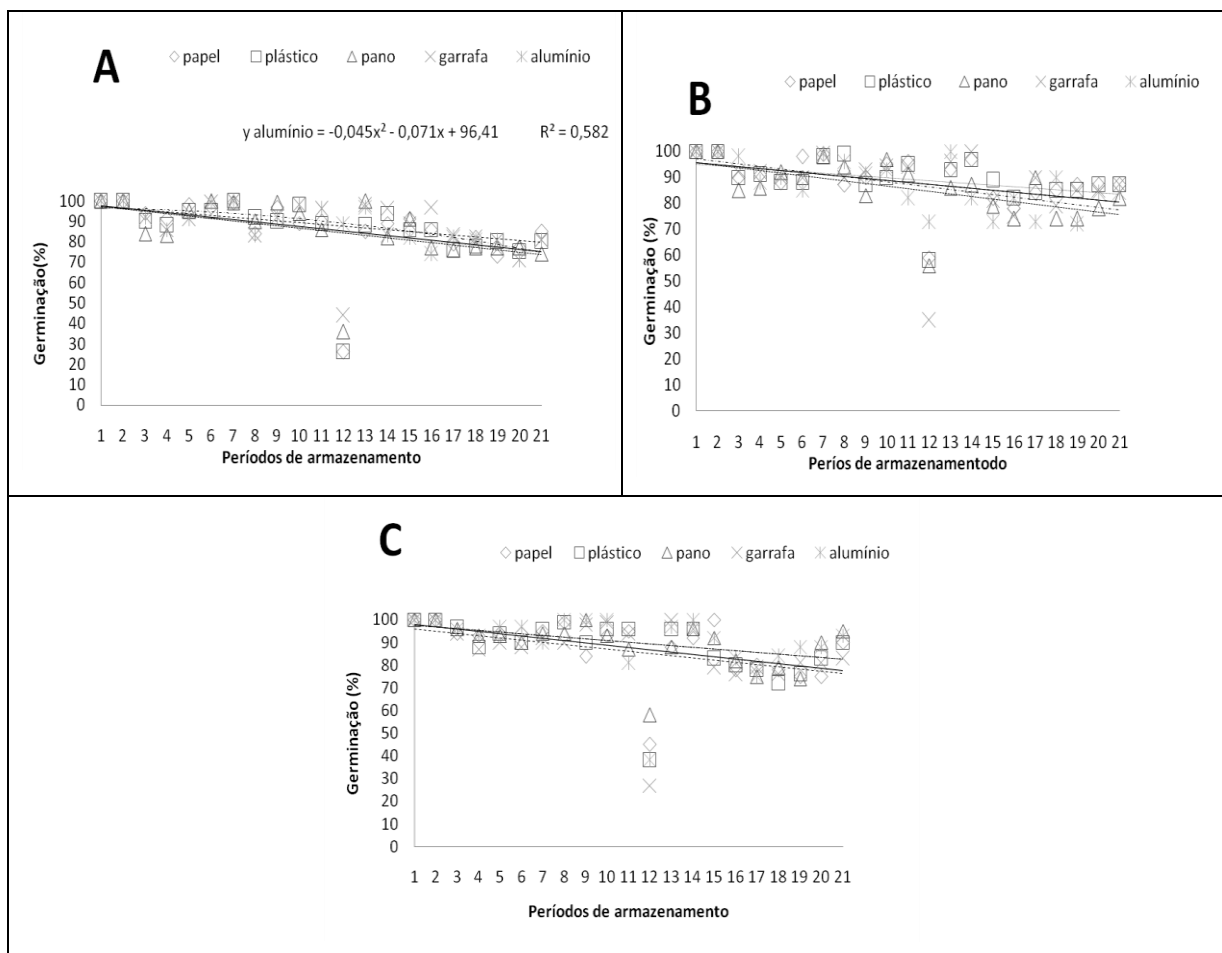 A
papel plástico pano garrafa alumínio
y alumínio = -0,045x² - 0,071x + 96,41 R² = 0,582
Germinação(%)
100
90
80
70
60
50
40
30
20
10
0
1 2 3 4 5 6 7 8 9 10 11 12 13 14 15 16 17 18 19 20 21
Períodos de armazenamento
B
papel plástico pano garrafa alumínio
Germinação (%)
100
90
80
70
60
50
40
30
20
10
0
1 2 3 4 5 6 7 8 9 10 11 12 13 14 15 16 17 18 19 20 21
Períos de armazenamentodo
C
papel plástico pano garrafa alumínio
Germinação (%)
100
90
80
70
60
50
40
30
20
10
0
1 2 3 4 5 6 7 8 9 10 11 12 13 14 15 16 17 18 19 20 21
Períodos de armazenamento